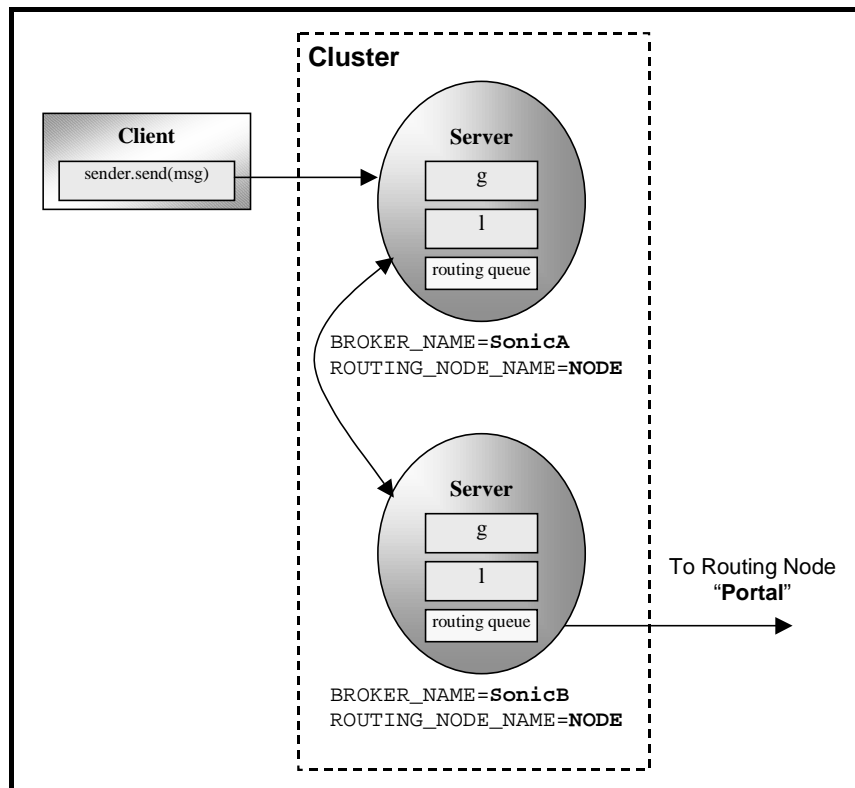 Cluster
Client
sender.send(msg)
Server
g
l
routing queue
BROKER_NAME=SonicA
ROUTING_NODE_NAME=NODE
Server
g
l
routing queue
To Routing Node
“Portal”
BROKER_NAME=SonicB
ROUTING_NODE_NAME=NODE